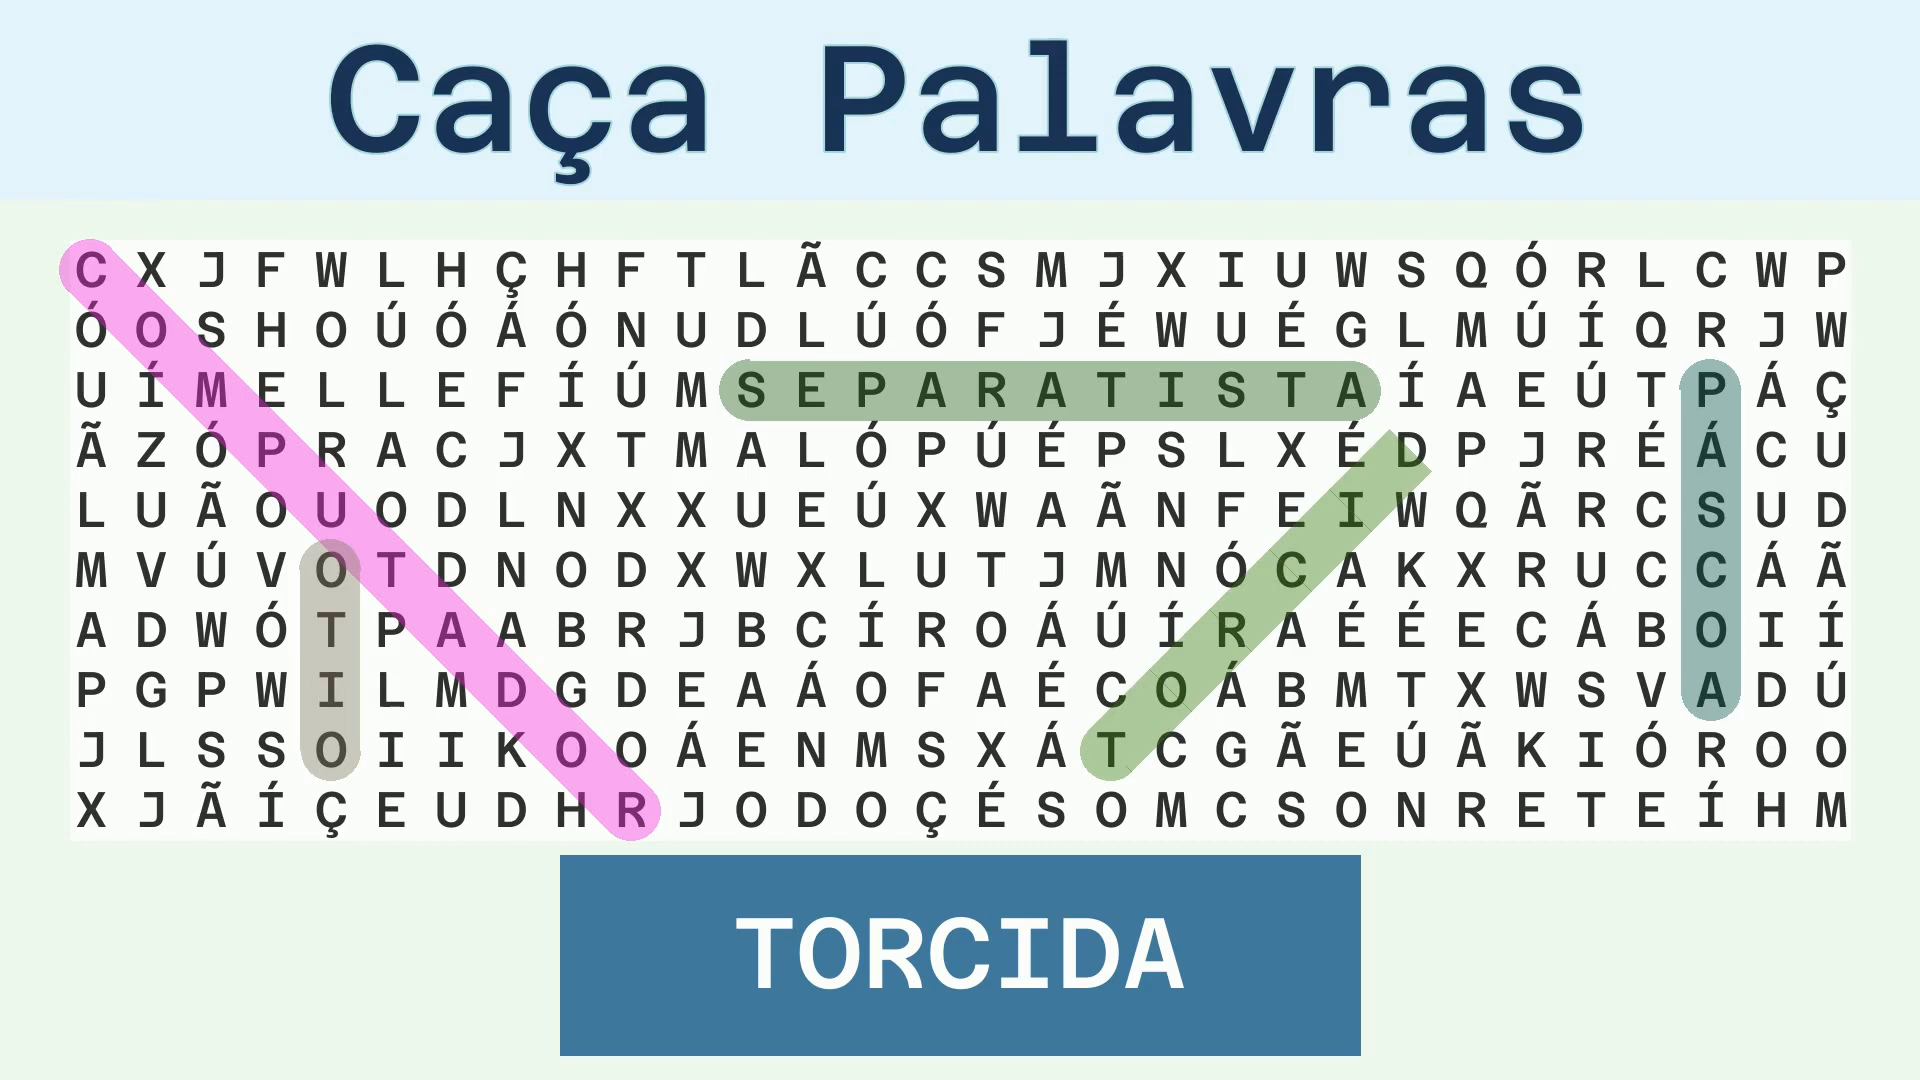 Caça Palavras
C X J F W L H Ç H F T L Ã C C S M J X I U W S Q Ó R L C W P
Ó O S H O Ú Ó Á Ó N U D L Ú Ó F J É W U É G L M Ú Í Q R J W
U Í M E L L E F Í Ú M S E P A R A T I S T A Í A E Ú T P Á Ç
Ã Z Ó P R A C J X T M A L Ó P Ú É P S L X É D P J R É Á C U
L U Ã O U O D L N X X U E Ú X W A Ã N F E I W Q Ã R C S U D
M V Ú V O T D N O D X W X L U T J M N Ó C A K X R U C C Á Ã
A D W Ó T P A A B R J B C Í R O Á Ú Í R A É É E C Á B O I Í
P G P W I L M D G D E A Á O F A É C O Á B M T X W S V A D Ú
J L S S O I I K O O Á E N M S X Á T C G Ã E Ú Ã K I Ó R O O
X J Ã Í Ç E U D H R J O D O Ç É S O M C S O N R E T E Í H M
TORCIDA